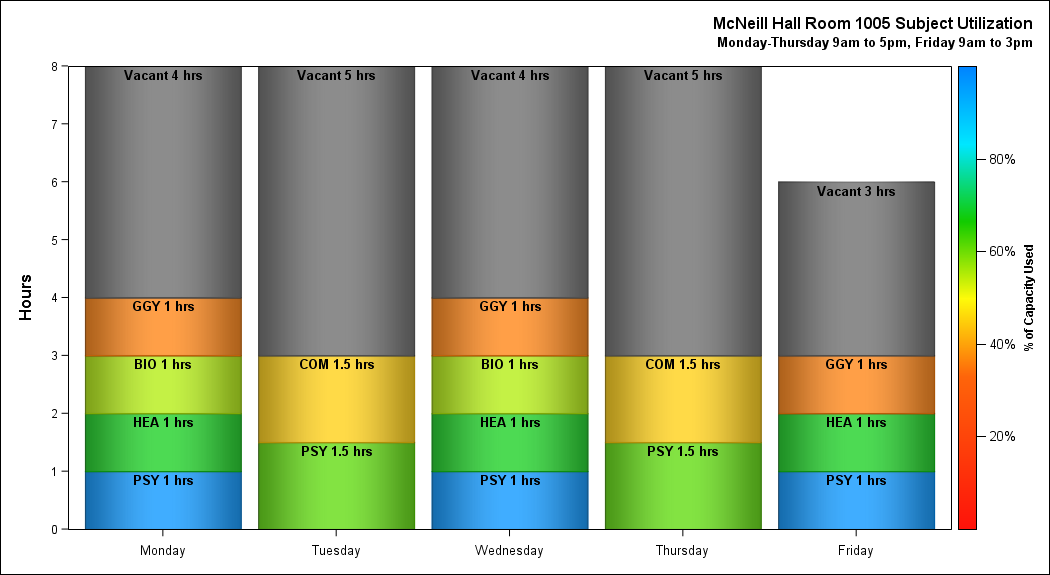 McNeill Hall Room 1005 Subject Utilization
Monday-Thursday 9am to 5pm, Friday 9am to 3pm
Hours
8
7
6
5
4
3
2
1
0
Vacant 4 hrs
GGY 1 hrs
BIO 1 hrs
HEA 1 hrs
PSY 1 hrs
Monday
Vacant 5 hrs
COM 1.5 hrs
PSY 1.5 hrs
Tuesday
Vacant 4 hrs
GGY 1 hrs
BIO 1 hrs
HEA 1 hrs
PSY 1 hrs
Wednesday
Vacant 5 hrs
COM 1.5 hrs
PSY 1.5 hrs
Thursday
Vacant 3 hrs
GGY 1 hrs
HEA 1 hrs
PSY 1 hrs
Friday
80%
60%
40%
20%
% of Capacity Used